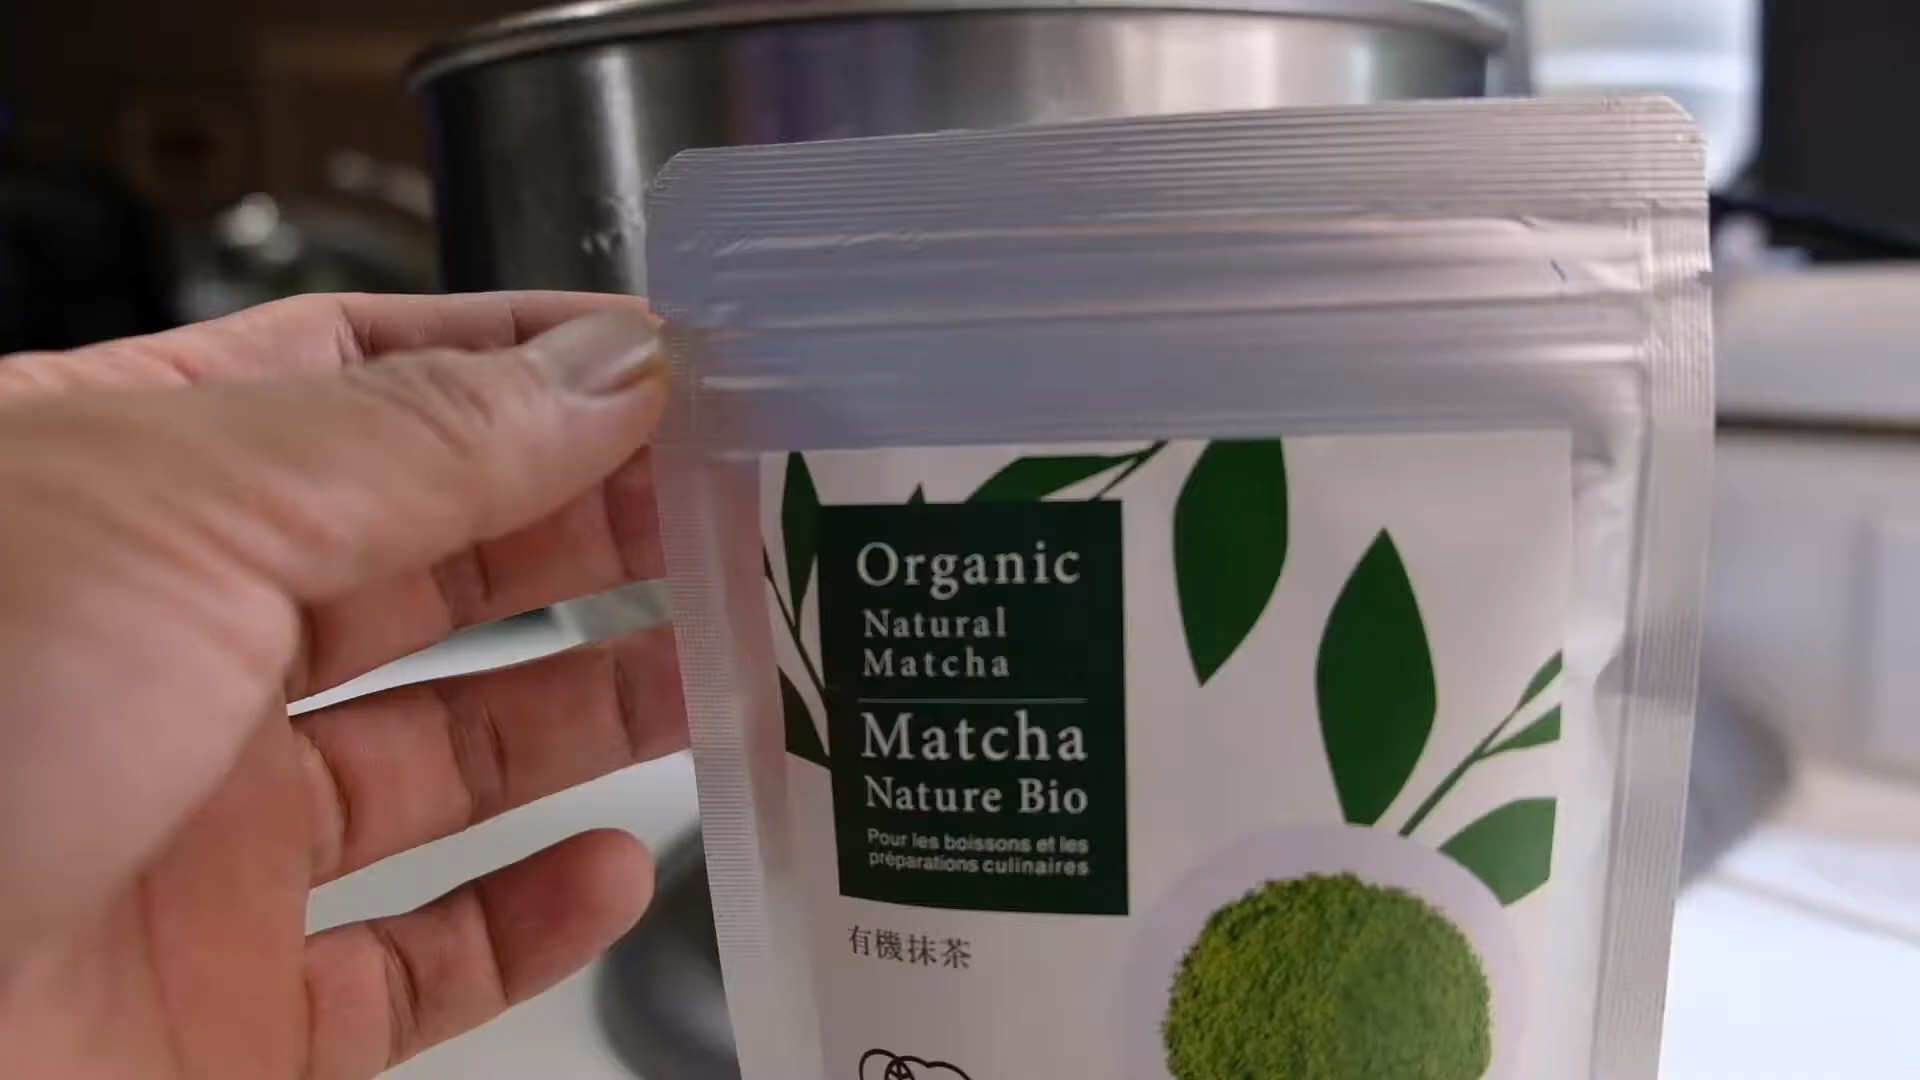 Organic
Natural
Matcha
Matcha
Nature Bio
Pour les boissons et les
préparations culinaires
有機抹茶